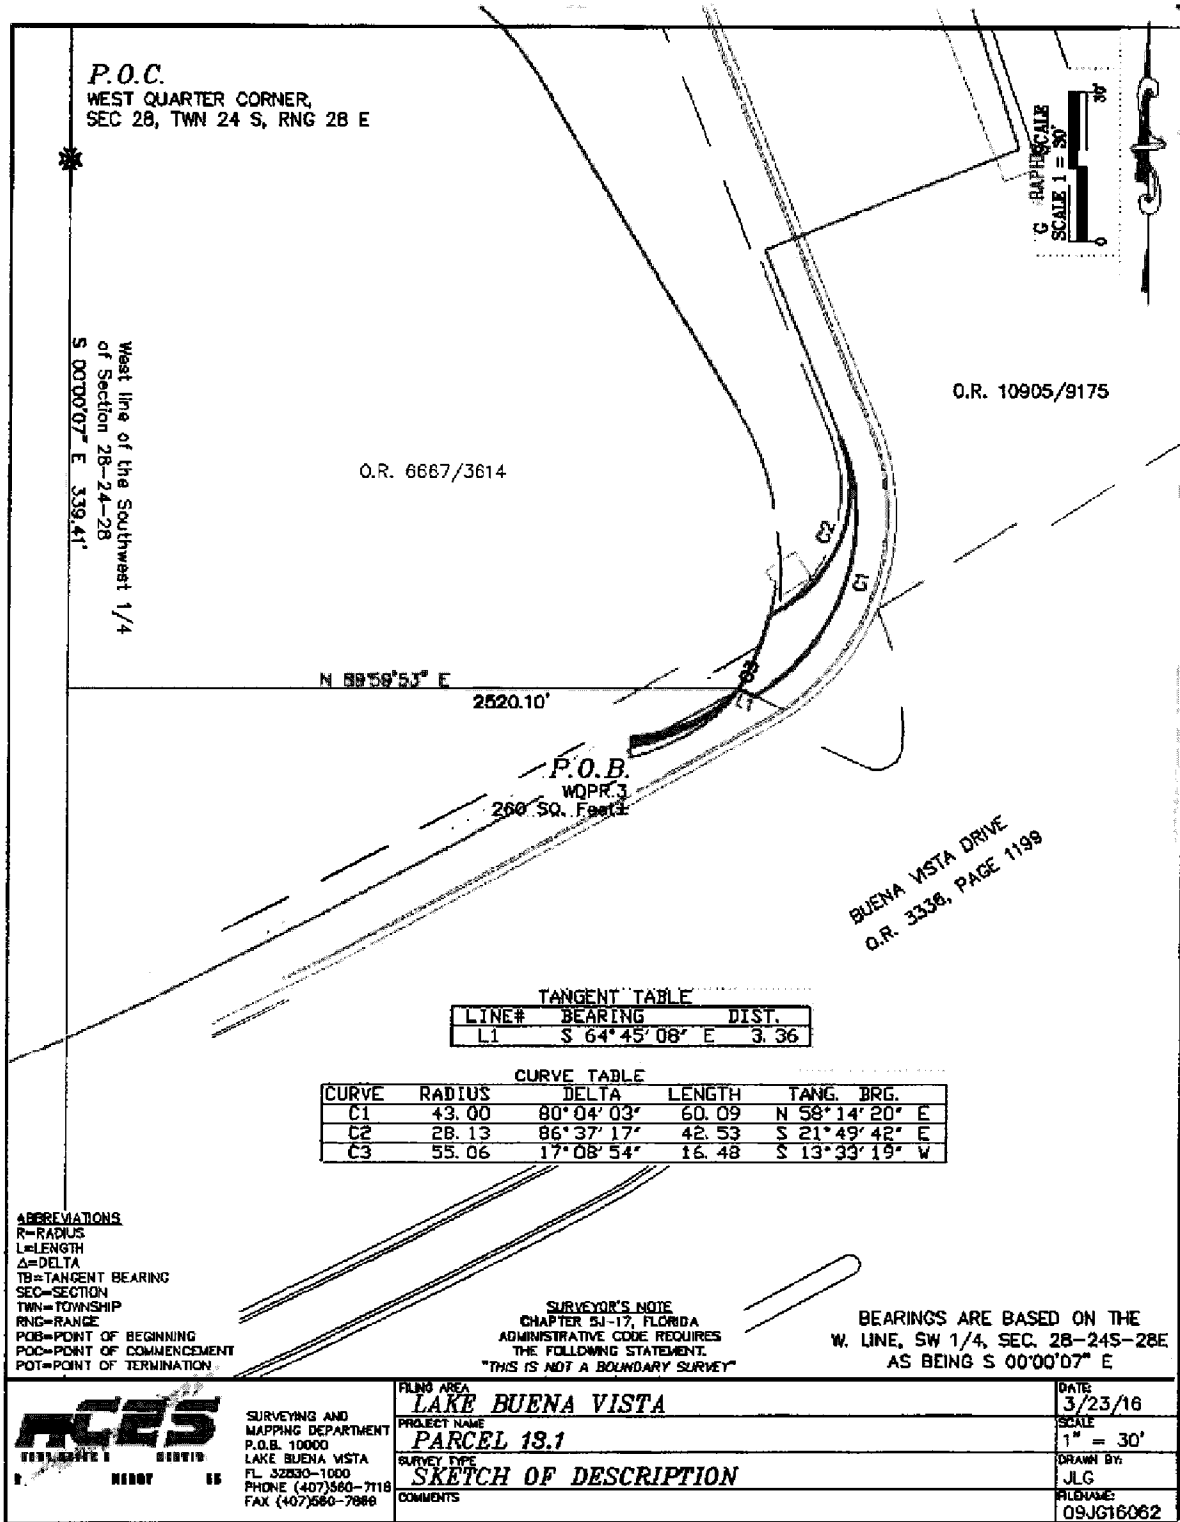 P.O.C.
WEST QUARTER CORNER,
SEC 28, TWN 24 S, RNG 28 E
G RAPHIC SCALE
SCALE 1 = 30'
0
30'
West line of the Southwest 1/4
of Section 28-24-28
S 00°00'07" E 339.41'
O.R. 10905/9175
O.R. 6667/3614
C2
C1
C3
L1
N 89°59'53" E
2520.10'
P.O.B.
WDPR.3
260 SQ. Feet±
BUENA VISTA DRIVE
O.R. 3336, PAGE 1199
TANGENT TABLE
LINE# BEARING DIST.
L1 S 64°45'08" E 3.36
CURVE TABLE
CURVE RADIUS DELTA LENGTH TANG. BRG.
C1 43.00 80°04'03" 60.09 N 58°14'20" E
C2 28.13 86°37'17" 42.53 S 21°49'42" E
C3 55.06 17°08'54" 16.48 S 13°33'19" W
ABBREVIATIONS
R=RADIUS
L=LENGTH
Δ=DELTA
TB=TANGENT BEARING
SEC=SECTION
TWN=TOWNSHIP
RNG=RANGE
POB=POINT OF BEGINNING
POC=POINT OF COMMENCEMENT
POT=POINT OF TERMINATION
SURVEYOR'S NOTE
CHAPTER 5J-17, FLORIDA
ADMINISTRATIVE CODE REQUIRES
THE FOLLOWING STATEMENT.
"THIS IS NOT A BOUNDARY SURVEY"
BEARINGS ARE BASED ON THE
W. LINE, SW 1/4, SEC. 28-24S-28E
AS BEING S 00°00'07" E
ACES
SURVEYING AND
MAPPING DEPARTMENT
P.O.B. 10000
LAKE BUENA VISTA
FL 32830-1000
PHONE (407)560-7118
FAX (407)560-7888
FILING AREA
LAKE BUENA VISTA
PROJECT NAME
PARCEL 13.1
SURVEY TYPE
SKETCH OF DESCRIPTION
COMMENTS
DATE:
3/23/16
SCALE
1" = 30'
DRAWN BY:
JLG
FILENAME:
09JG16062